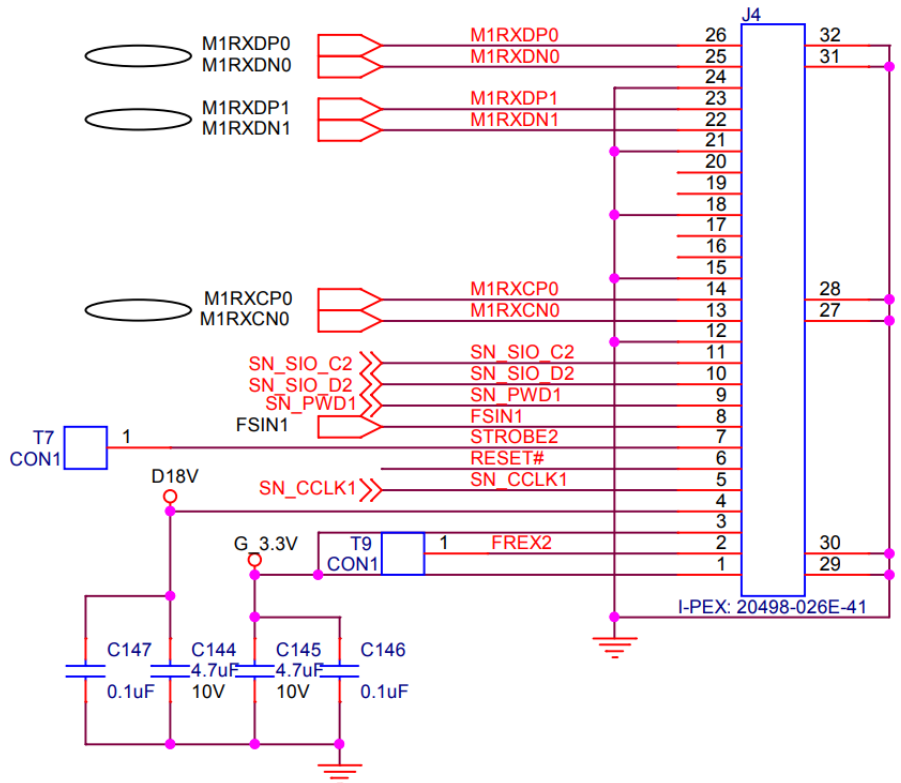 J4
M1RXDP0 M1RXDP0 26 32
M1RXDN0 M1RXDN0 25 31
24
M1RXDP1 M1RXDP1 23
M1RXDN1 M1RXDN1 22
21
20
19
18
17
16
15
M1RXCP0 M1RXCP0 14 28
M1RXCN0 M1RXCN0 13 27
12
SN_SIO_C2 SN_SIO_C2 11
SN_SIO_D2 SN_SIO_D2 10
SN_PWD1 SN_PWD1 9
FSIN1 FSIN1 8
T7 1 STROBE2 7
CON1
RESET# 6
SN_CCLK1 SN_CCLK1 5
D18V 4
3
G_3.3V T9 1 FREX2 2 30
CON1 1 29
I-PEX: 20498-026E-41
C147 C144 C145 C146
4.7uF 4.7uF
0.1uF 10V 10V 0.1uF